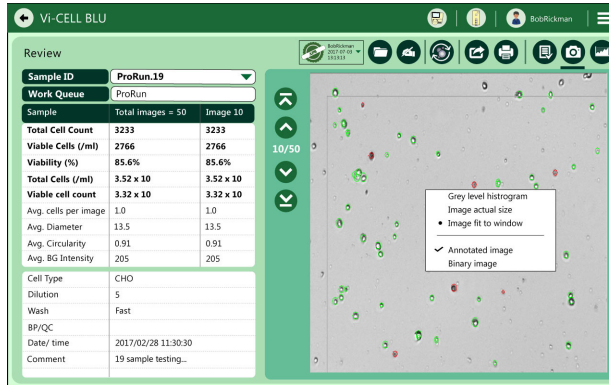 Vi-CELL BLU
BobRickman
Review
BobRickman
2017-07-03
13:13:13
Sample ID ProRun.19
Work Queue ProRun
Sample Total images = 50 Image 10
Total Cell Count 3233 3233
Viable Cells (/ml) 2766 2766
Viability (%) 85.6% 85.6%
Total Cells (/ml) 3.52 x 10 3.52 x 10
Viable cell count 3.32 x 10 3.32 x 10
Avg. cells per image 1.0 1.0
Avg. Diameter 13.5 13.5
Avg. Circularity 0.91 0.91
Avg. BG Intensity 205 205
Cell Type CHO
Dilution 5
Wash Fast
BP/QC
Date/ time 2017/02/28 11:30:30
Comment 19 sample testing...
10/50
Grey level histrogram
Image actual size
Image fit to window
Annotated image
Binary image